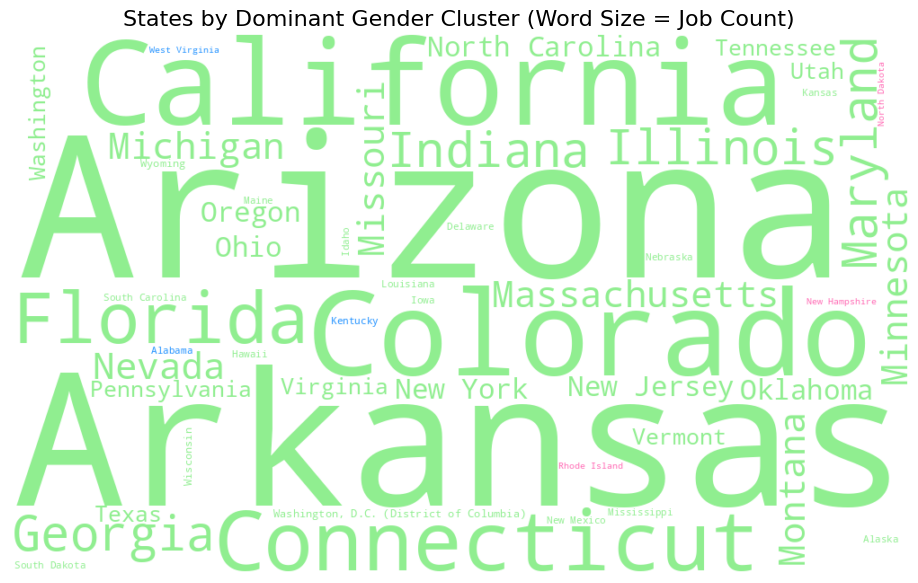 States by Dominant Gender Cluster (Word Size = Job Count)
California
West Virginia
North Carolina
Tennessee
Utah
Kansas
Maryland
North Dakota
Washington
Michigan
Wyoming
Missouri
Indiana
Illinois
Arizona
Maine
Oregon
Ohio
Idaho
Delaware
Nebraska
Minnesota
Louisiana
Iowa
South Carolina
Florida
Colorado
Massachusetts
New Hampshire
Kentucky
Alabama
Hawaii
Nevada
Pennsylvania
Virginia
New York
New Jersey
Oklahoma
Arkansas
Vermont
Wisconsin
Rhode Island
Montana
Texas
Georgia
Washington, D.C. (District of Columbia)
New Mexico
Mississippi
Connecticut
Alaska
South Dakota